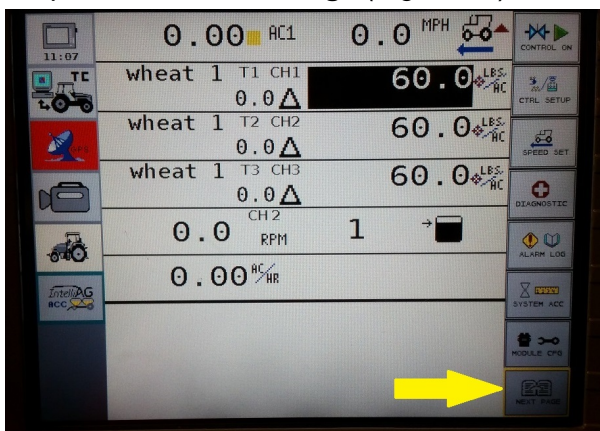 11:07
0.00 AC1
0.0 MPH
CONTROL ON
TC
wheat 1 T1 CH1
60.0 LBS/AC
0.0
CTRL SETUP
wheat 1 T2 CH2
60.0 LBS/AC
0.0
SPEED SET
wheat 1 T3 CH3
60.0 LBS/AC
0.0
DIAGNOSTIC
CH2
0.0 RPM
1
ALARM LOG
0.00 AC/HR
IntelliAG
ACC
SYSTEM ACC
MODULE CFG
NEXT PAGE